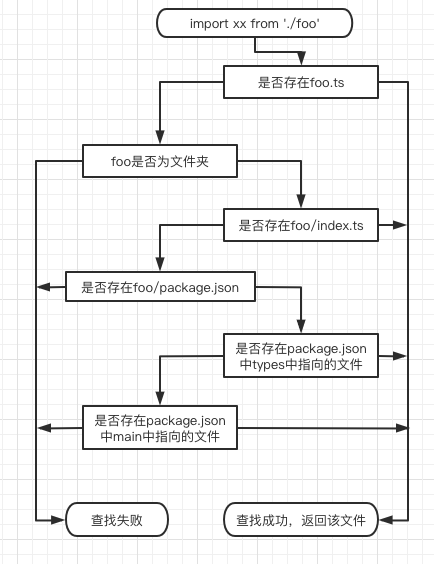 import xx from './foo'
是否存在foo.ts
foo是否为文件夹
是否存在foo/index.ts
是否存在foo/package.json
是否存在package.json
中types中指向的文件
是否存在package.json
中main中指向的文件
查找失败
查找成功，返回该文件